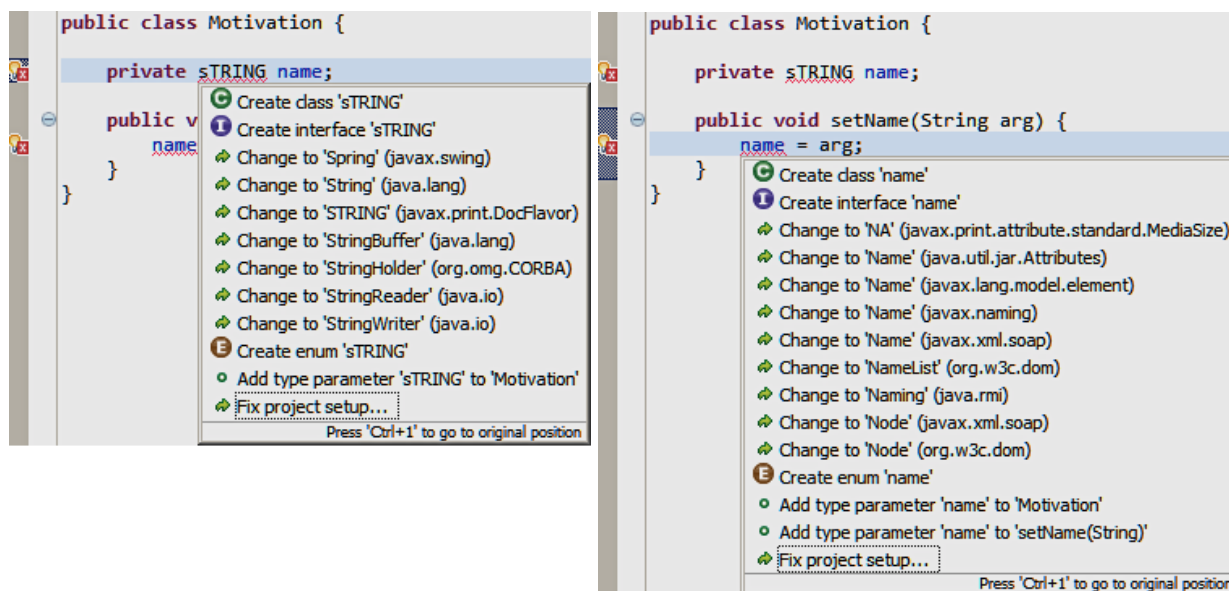 public class Motivation {
private sTRING name;
public v
name
}
}
Create class 'sTRING'
Create interface 'sTRING'
Change to 'Spring' (javax.swing)
Change to 'String' (java.lang)
Change to 'STRING' (javax.print.DocFlavor)
Change to 'StringBuffer' (java.lang)
Change to 'StringHolder' (org.omg.CORBA)
Change to 'StringReader' (java.io)
Change to 'StringWriter' (java.io)
Create enum 'sTRING'
Add type parameter 'sTRING' to 'Motivation'
Fix project setup...
Press 'Ctrl+1' to go to original position
public class Motivation {
private sTRING name;
public void setName(String arg) {
name = arg;
}
}
Create class 'name'
Create interface 'name'
Change to 'NA' (javax.print.attribute.standard.MediaSize)
Change to 'Name' (java.util.jar.Attributes)
Change to 'Name' (javax.lang.model.element)
Change to 'Name' (javax.naming)
Change to 'Name' (javax.xml.soap)
Change to 'NameList' (org.w3c.dom)
Change to 'Naming' (java.rmi)
Change to 'Node' (javax.xml.soap)
Change to 'Node' (org.w3c.dom)
Create enum 'name'
Add type parameter 'name' to 'Motivation'
Add type parameter 'name' to 'setName(String)'
Fix project setup...
Press 'Ctrl+1' to go to original position